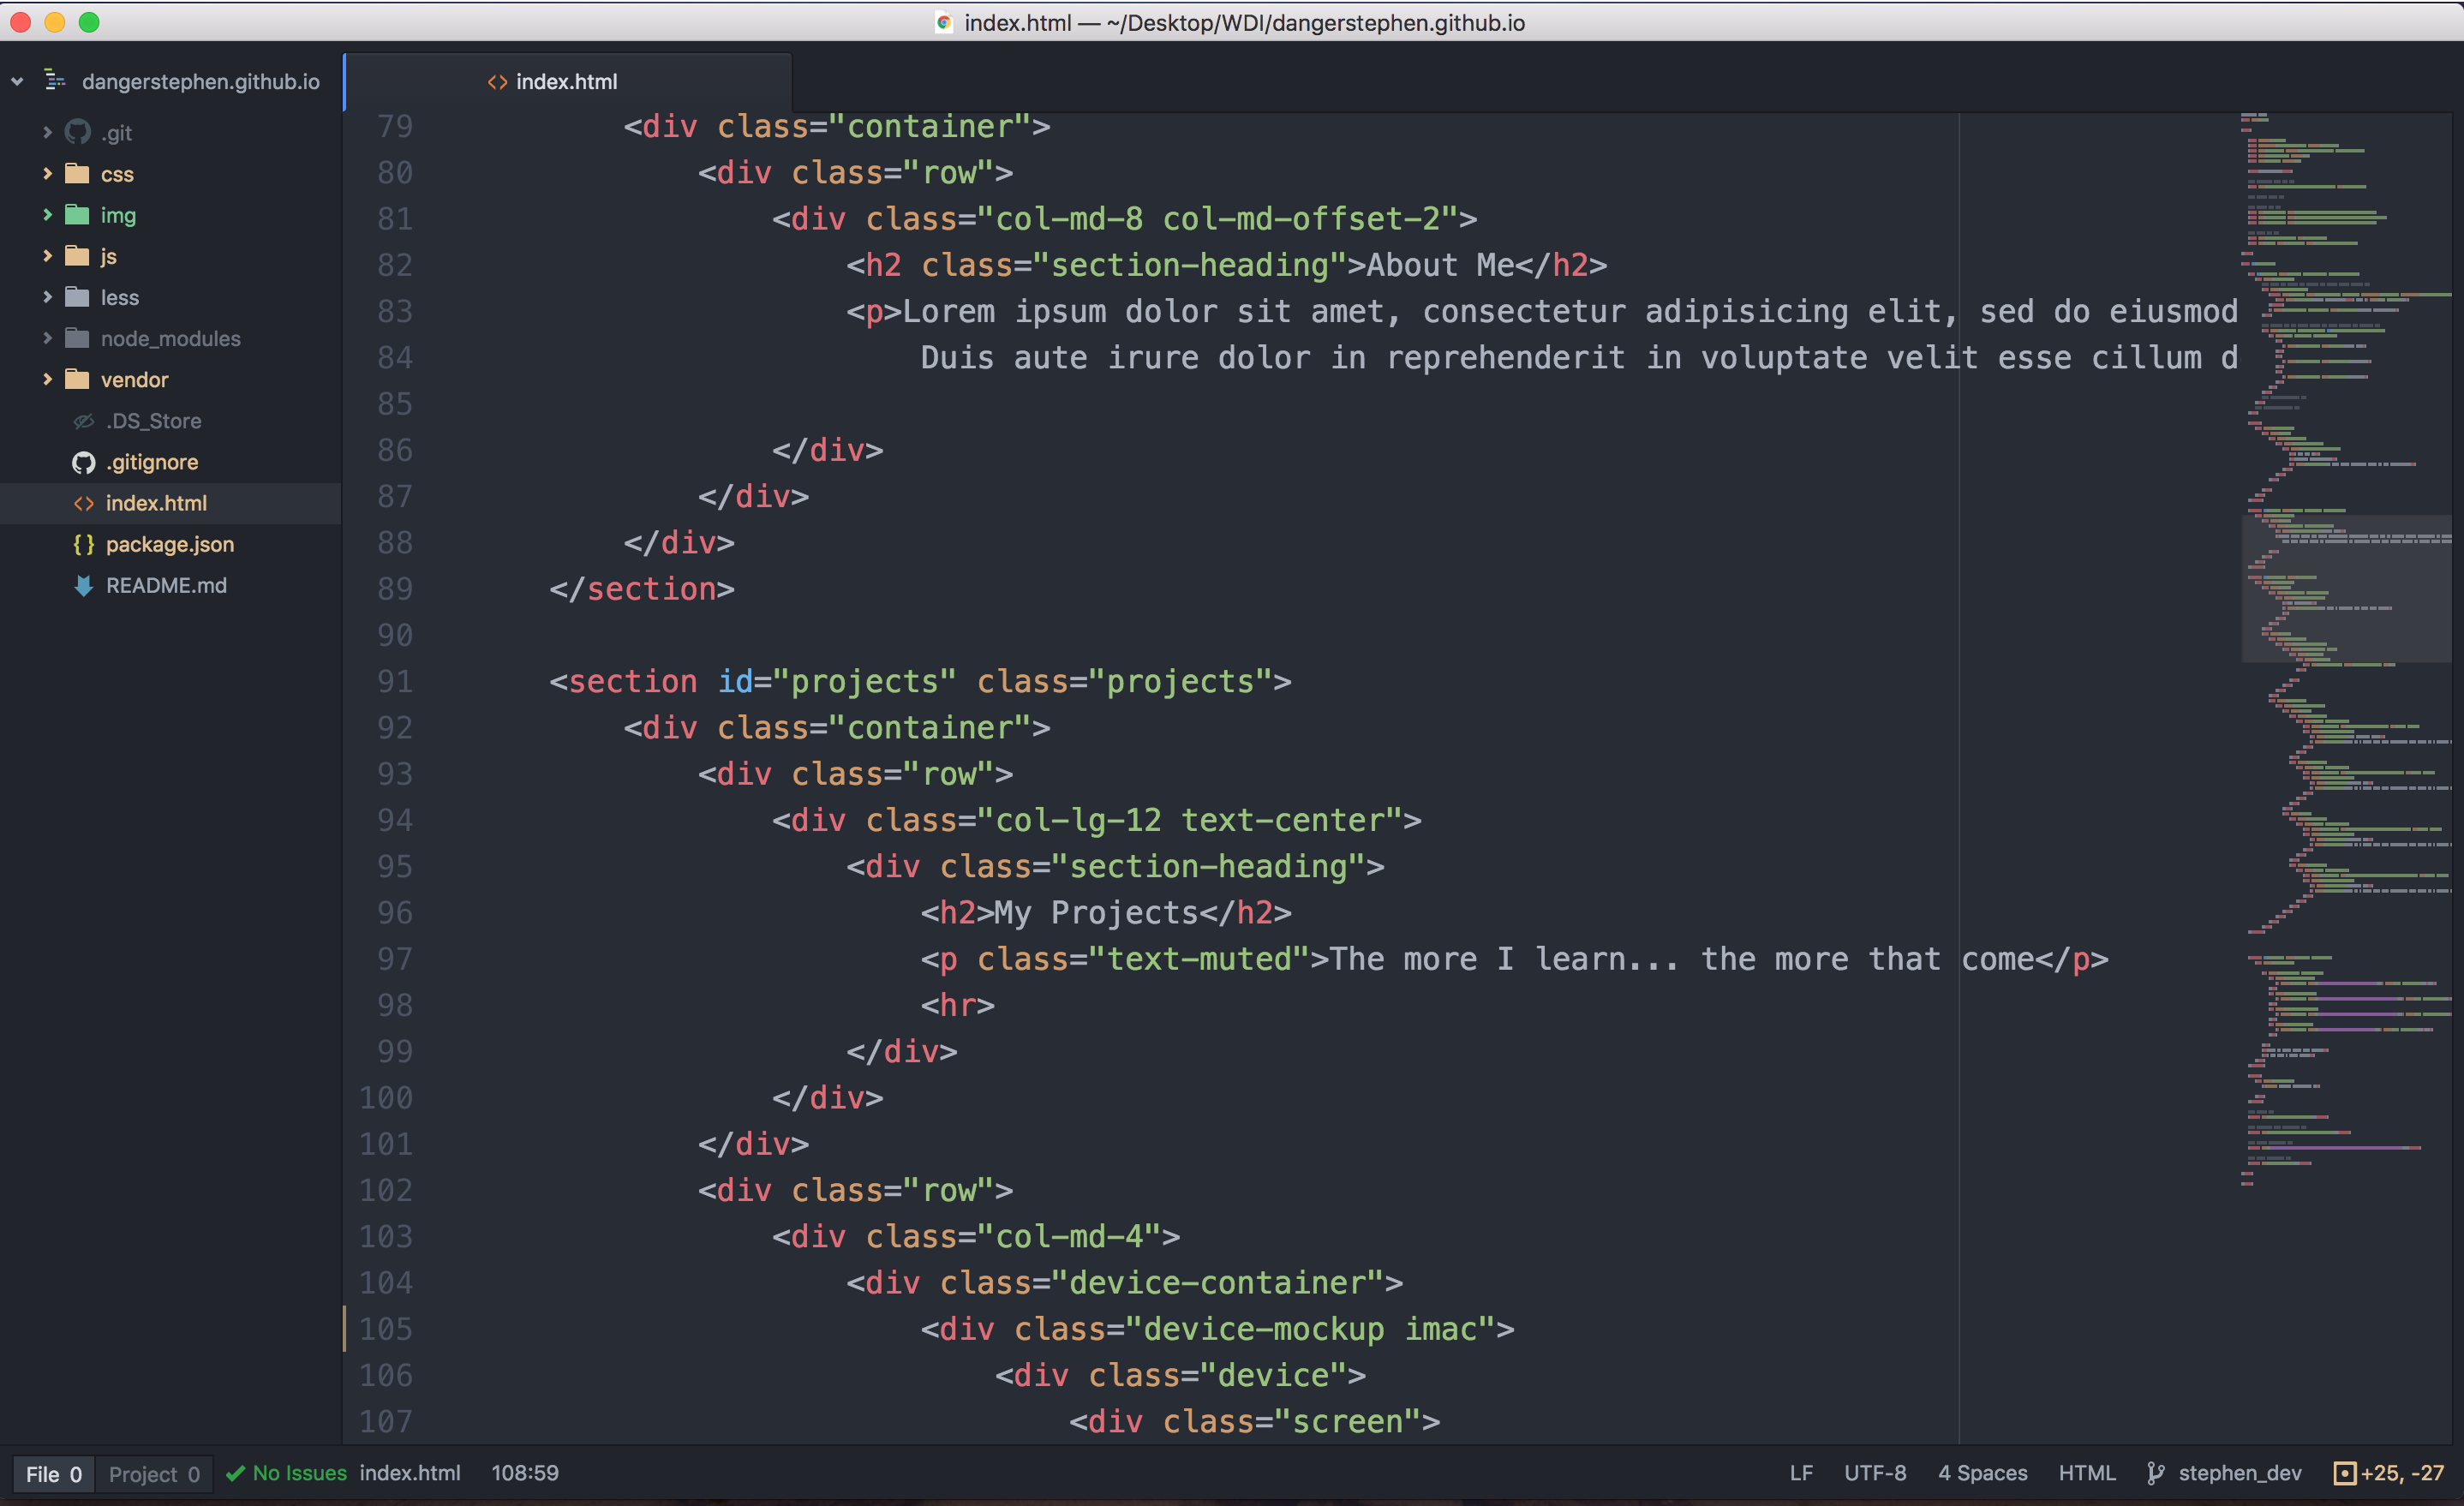 index.html — ~/Desktop/WDI/dangerstephen.github.io
dangerstephen.github.io
.git
css
img
js
less
node_modules
vendor
.DS_Store
.gitignore
index.html
package.json
README.md
index.html
79 <div class="container">
80 <div class="row">
81 <div class="col-md-8 col-md-offset-2">
82 <h2 class="section-heading">About Me</h2>
83 <p>Lorem ipsum dolor sit amet, consectetur adipisicing elit, sed do eiusmod
84 Duis aute irure dolor in reprehenderit in voluptate velit esse cillum d
85
86 </div>
87 </div>
88 </div>
89 </section>
90
91 <section id="projects" class="projects">
92 <div class="container">
93 <div class="row">
94 <div class="col-lg-12 text-center">
95 <div class="section-heading">
96 <h2>My Projects</h2>
97 <p class="text-muted">The more I learn... the more that come</p>
98 <hr>
99 </div>
100 </div>
101 </div>
102 <div class="row">
103 <div class="col-md-4">
104 <div class="device-container">
105 <div class="device-mockup imac">
106 <div class="device">
107 <div class="screen">
File 0 Project 0 No Issues index.html 108:59 LF UTF-8 4 Spaces HTML stephen_dev +25, -27